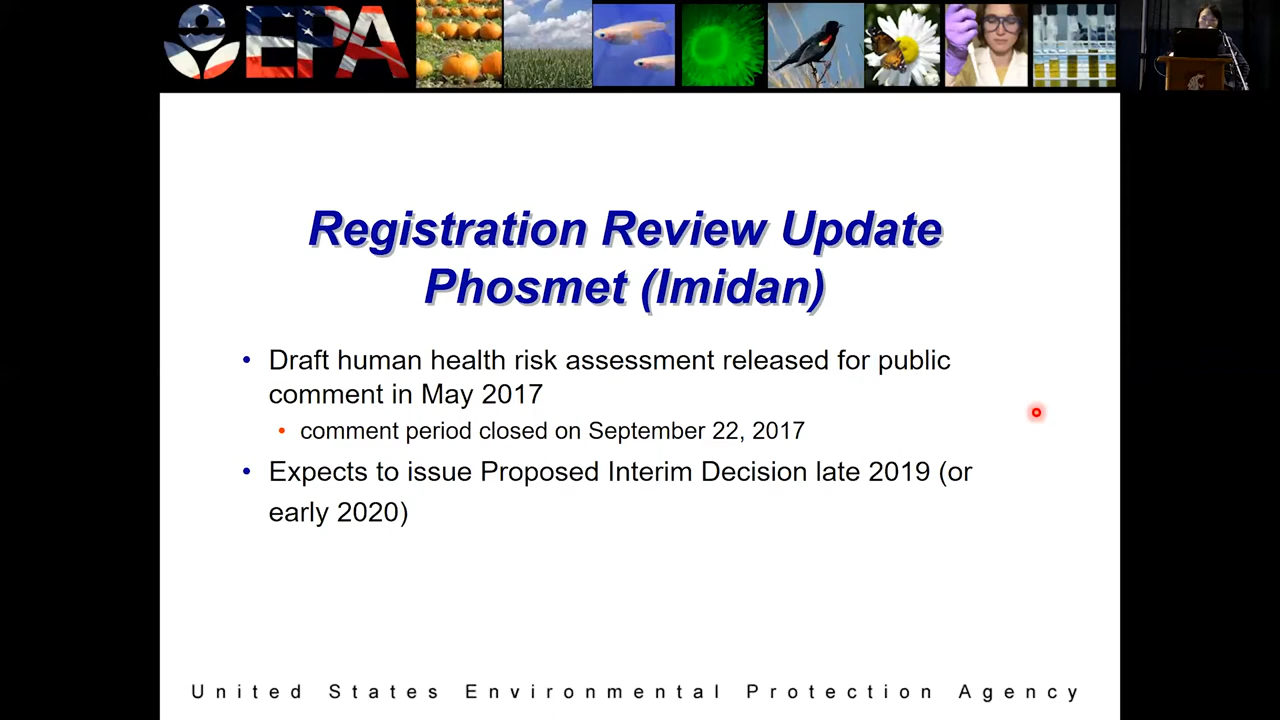 EPA
Registration Review Update
Phosmet (Imidan)
• Draft human health risk assessment released for public
comment in May 2017
• comment period closed on September 22, 2017
• Expects to issue Proposed Interim Decision late 2019 (or
early 2020)
United States Environmental Protection Agency